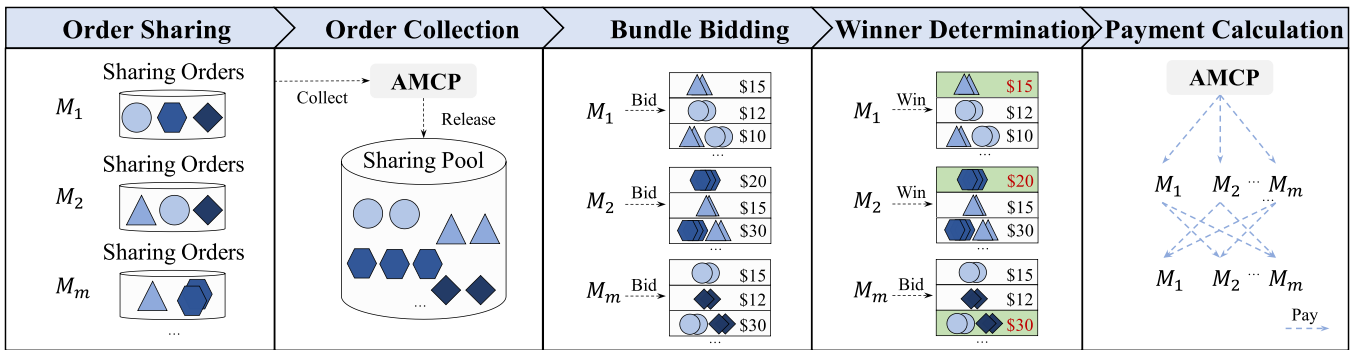 Order Sharing
Order Collection
Bundle Bidding
Winner Determination
Payment Calculation
Sharing Orders
M1
Sharing Orders
M2
Sharing Orders
Mm
...
Collect
AMCP
Release
Sharing Pool
...
M1
Bid
$15
$12
$10
...
M2
Bid
$20
$15
$30
...
Mm
Bid
$15
$12
$30
...
M1
Win
$15
$12
$10
...
M2
Win
$20
$15
$30
...
Mm
Bid
$15
$12
$30
...
AMCP
M1 M2 ... Mm
...
M1 M2 ... Mm
Pay